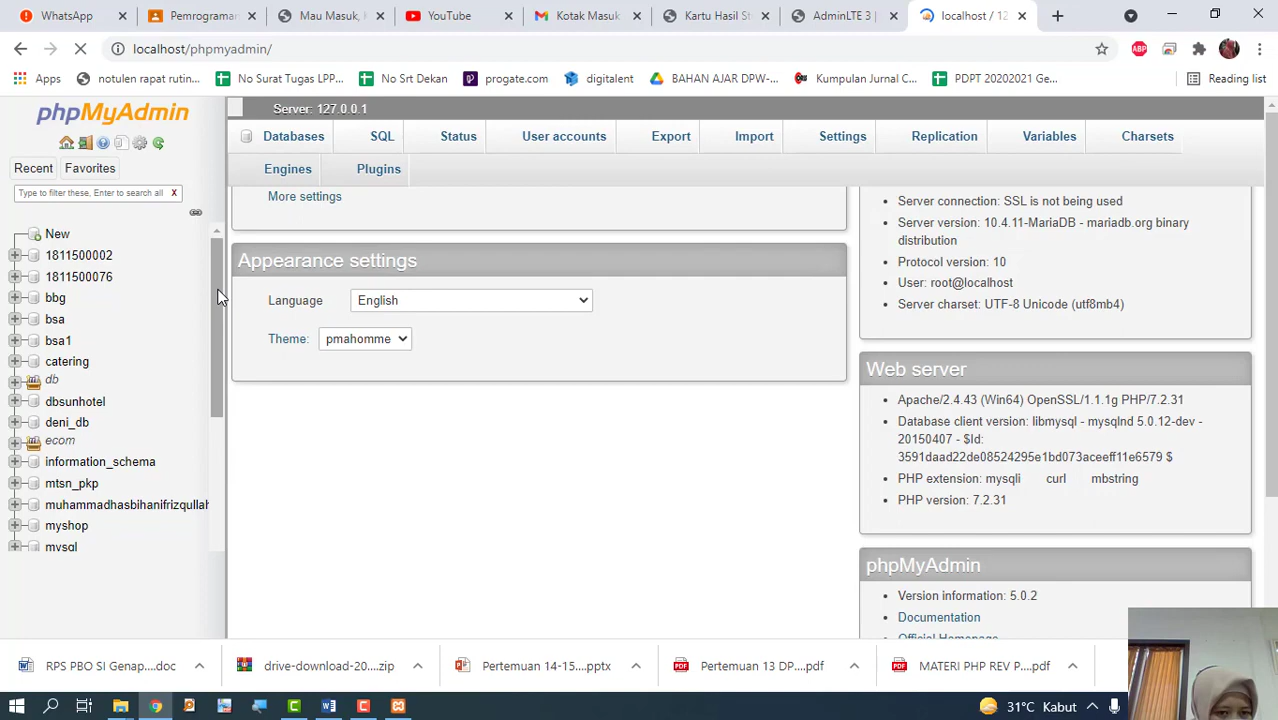 WhatsApp
Pemrogramar
Mau Masuk, K
YouTube
Kotak Masuk
Kartu Hasil St
AdminLTE 3 |
localhost / 12
localhost/phpmyadmin/
ABP
Apps
notulen rapat rutin...
No Surat Tugas LPP...
No Srt Dekan
progate.com
digitalent
BAHAN AJAR DPW-...
Kumpulan Jurnal C...
PDPT 20202021 Ge...
Reading list
phpMyAdmin
Recent
Favorites
Type to filter these, Enter to search all
X
New
1811500002
1811500076
bbg
bsa
bsa1
catering
db
dbsunhotel
deni_db
ecom
information_schema
mtsn_pkp
muhammadhasbihanifrizqullah
myshop
mysql
Server: 127.0.0.1
Databases
SQL
Status
User accounts
Export
Import
Settings
Replication
Variables
Charsets
Engines
Plugins
More settings
Appearance settings
Language
English
Theme:
pmahomme
Server connection: SSL is not being used
Server version: 10.4.11-MariaDB - mariadb.org binary
distribution
Protocol version: 10
User: root@localhost
Server charset: UTF-8 Unicode (utf8mb4)
Web server
Apache/2.4.43 (Win64) OpenSSL/1.1.1g PHP/7.2.31
Database client version: libmysql - mysqlnd 5.0.12-dev -
20150407 - $Id:
3591daad22de08524295e1bd073aceeff11e6579 $
PHP extension: mysqli curl mbstring
PHP version: 7.2.31
phpMyAdmin
Version information: 5.0.2
Documentation
Official Homepage
RPS PBO SI Genap....doc
drive-download-20....zip
Pertemuan 14-15....pptx
Pertemuan 13 DP....pdf
MATERI PHP REV P....pdf
31°C Kabut